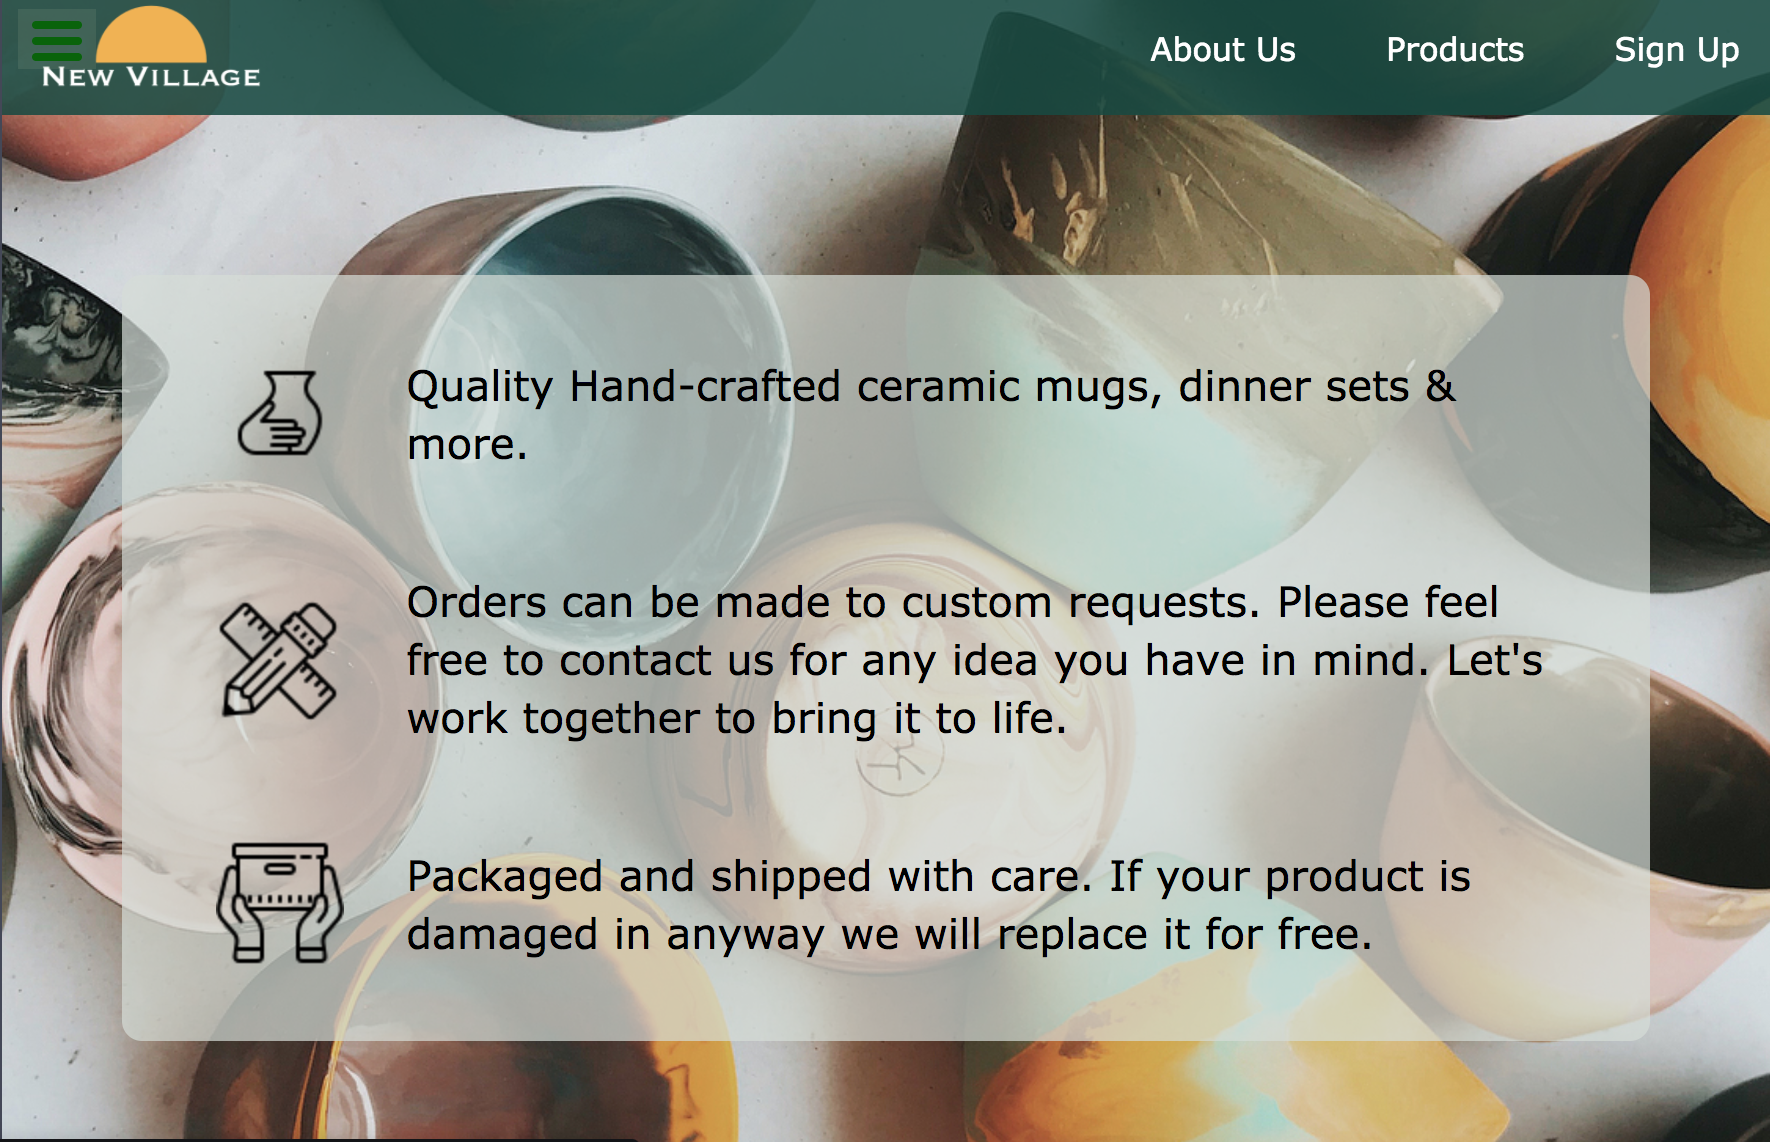 NEW VILLAGE
About Us
Products
Sign Up
Quality Hand-crafted ceramic mugs, dinner sets &
more.
Orders can be made to custom requests. Please feel
free to contact us for any idea you have in mind. Let's
work together to bring it to life.
Packaged and shipped with care. If your product is
damaged in anyway we will replace it for free.